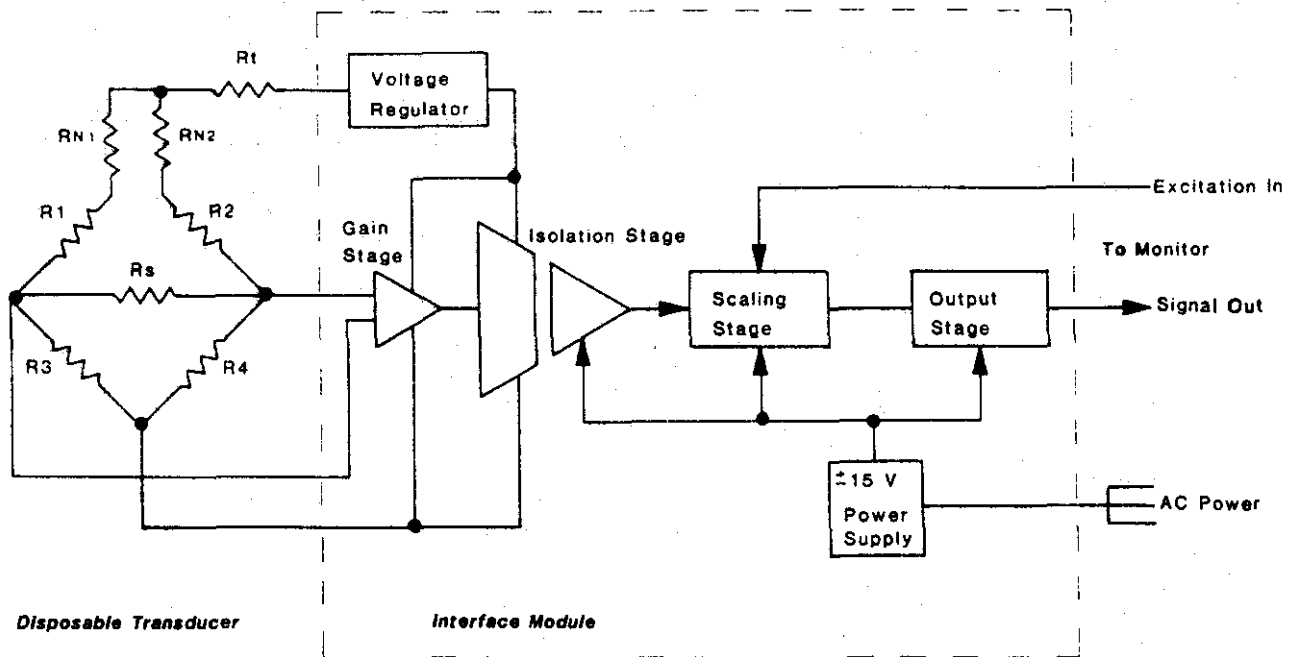 Rt
Voltage
Regulator
RN1
RN2
R1
R2
Excitation In
Gain
Stage
Isolation Stage
To Monitor
Rs
Scaling
Stage
Output
Stage
Signal Out
R3
R4
±15 V
Power
Supply
AC Power
Disposable Transducer
Interface Module